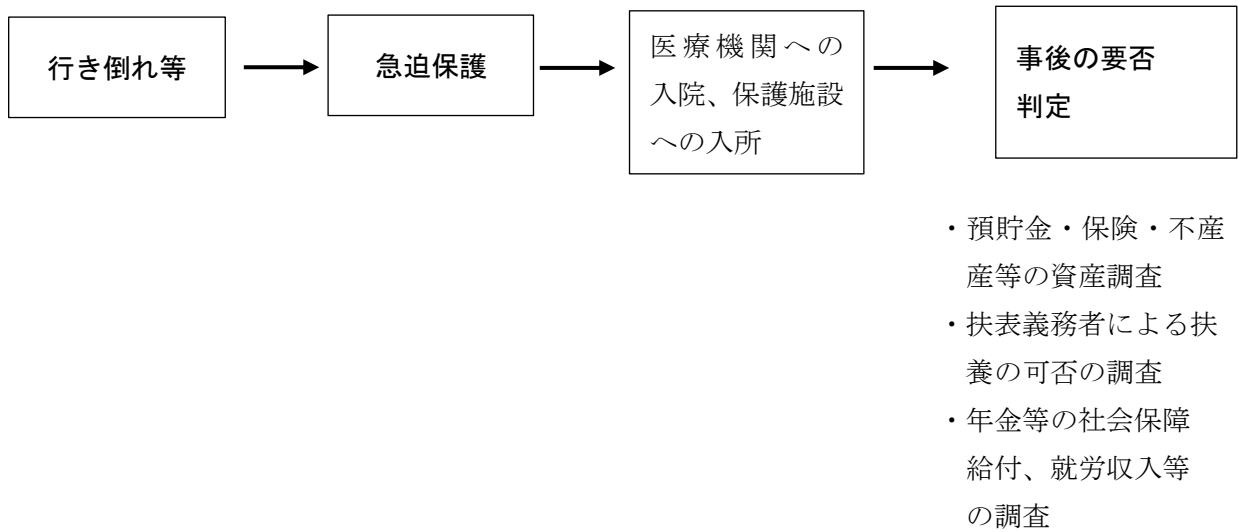 行き倒れ等
急迫保護
医療機関への
入院、保護施設
への入所
事後の要否
判定
・預貯金・保険・不産
産等の資産調査
・扶表義務者による扶
養の可否の調査
・年金等の社会保障
給付、就労収入等
の調査